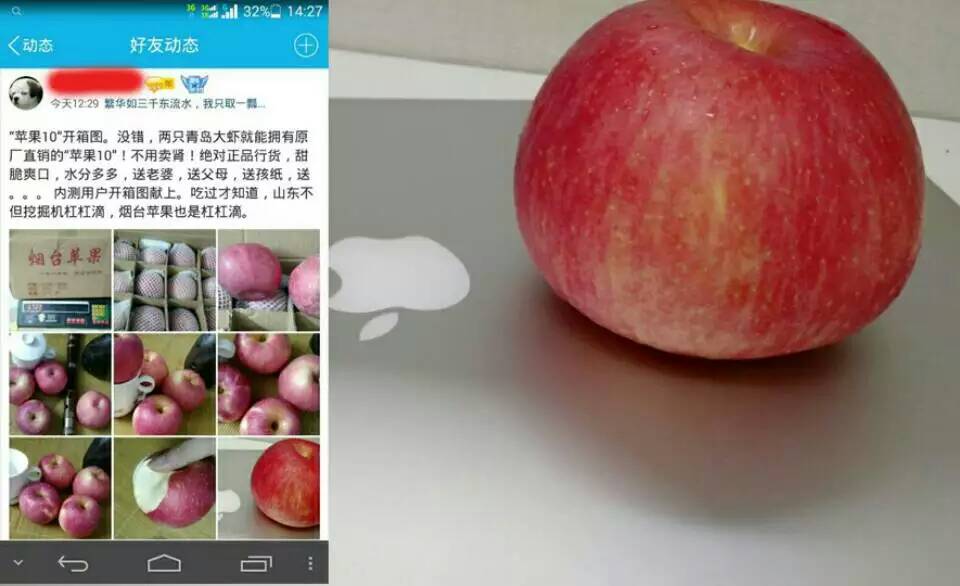 32% 14:27
动态
好友动态
今天12:29 繁华如三千东流水，我只取一瓢...
“苹果10”开箱图。没错，两只青岛大虾就能拥有原
厂直销的“苹果10”！不用卖肾！绝对正品行货，甜
脆爽口，水分多多，送老婆，送父母，送孩纸，送
。。。 内测用户开箱图献上。吃过才知道，山东不
但挖掘机杠杠滴，烟台苹果也是杠杠滴。
烟台苹果